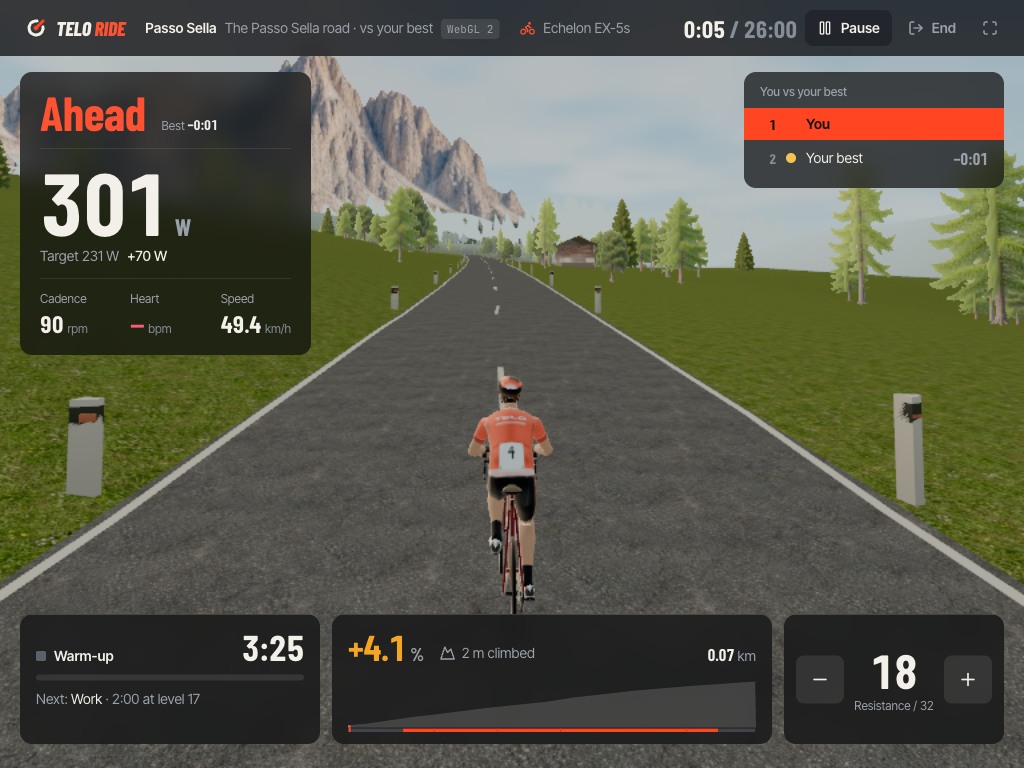 TELO RIDE Passo Sella The Passo Sella road · vs your best WebGL 2 Echelon EX-5s 0:05 / 26:00 Pause End
Ahead Best −0:01
301 W
Target 231 W +70 W
Cadence Heart Speed
90 rpm — bpm 49.4 km/h
You vs your best
1 You
2 Your best −0:01
TELO
4
Warm-up 3:25
Next: Work · 2:00 at level 17
+4.1 % 2 m climbed 0.07 km
− 18 +
Resistance / 32